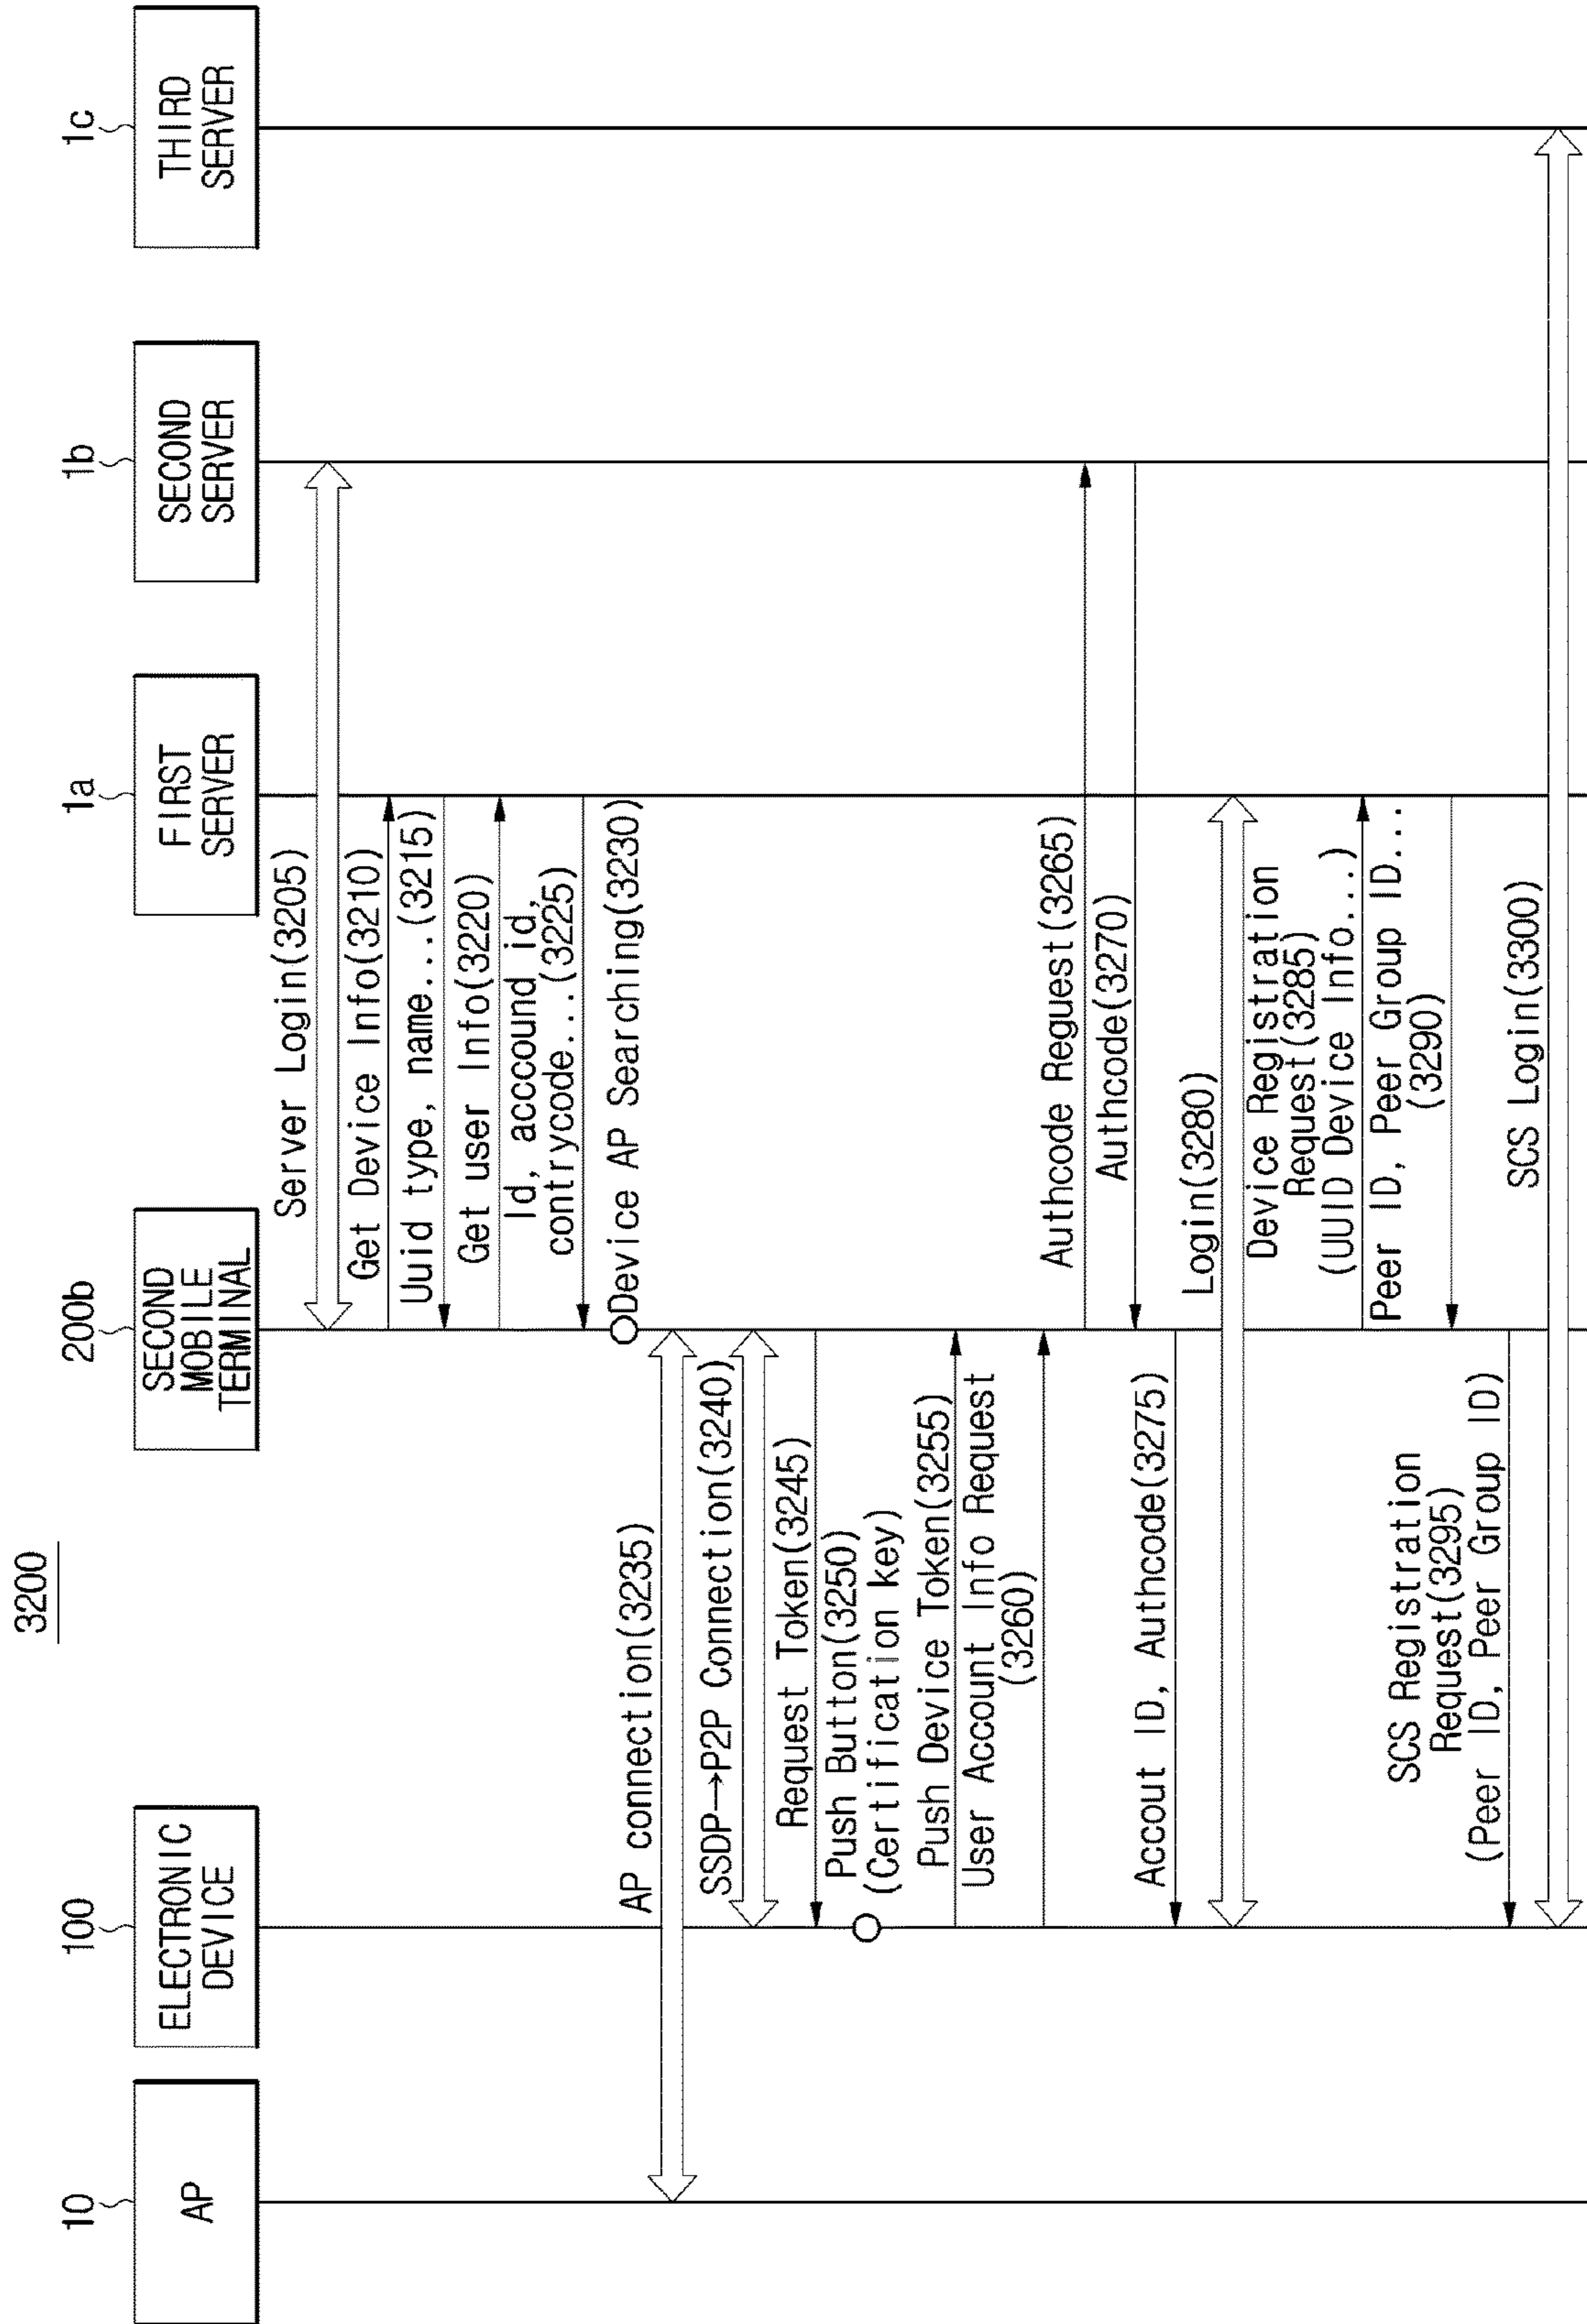 3200
10
AP
100
ELECTRONIC
DEVICE
200b
SECOND
MOBILE
TERMINAL
1a
FIRST
SERVER
1b
SECOND
SERVER
1c
THIRD
SERVER
Server Login(3205)
Get Device Info(3210)
Uuid type, name...(3215)
Get user Info(3220)
Id, acccound id,
contrycode...(3225)
Device AP Searching(3230)
AP connection(3235)
SSDP→P2P Connection(3240)
Request Token(3245)
Push Button(3250)
(Certification key)
Push Device Token(3255)
User Account Info Request
(3260)
Authcode Request(3265)
Authcode(3270)
Accout ID, Authcode(3275)
Login(3280)
Device Registration
Request(3285)
(UUID Device Info...)
Peer ID, Peer Group ID...
(3290)
SCS Registration
Request(3295)
(Peer ID, Peer Group ID)
SCS Login(3300)